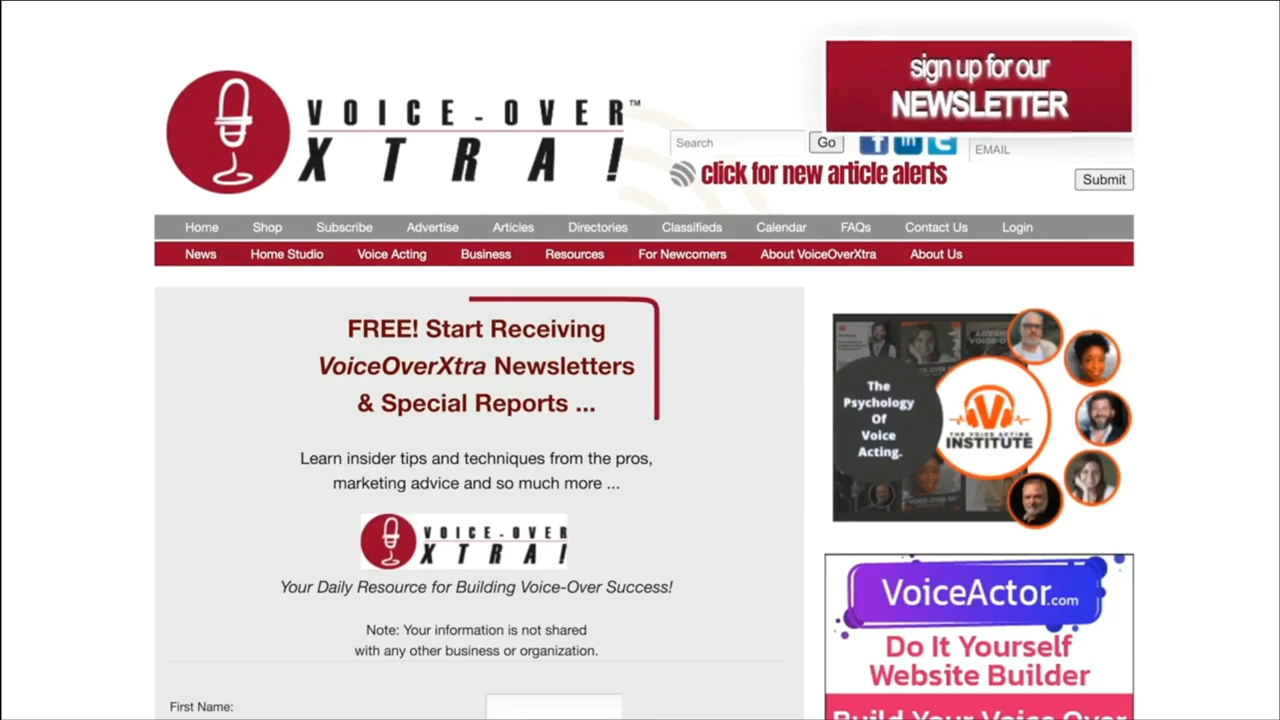 sign up for our
NEWSLETTER
VOICE-OVER™
XTRA!
Search
Go
EMAIL
click for new article alerts
Submit
Home Shop Subscribe Advertise Articles Directories Classifieds Calendar FAQs Contact Us Login
News Home Studio Voice Acting Business Resources For Newcomers About VoiceOverXtra About Us
FREE! Start Receiving
VoiceOverXtra Newsletters
& Special Reports ...
Learn insider tips and techniques from the pros,
marketing advice and so much more ...
VOICE-OVER
XTRA!
Your Daily Resource for Building Voice-Over Success!
Note: Your information is not shared
with any other business or organization.
First Name:
The
Psychology
Of
Voice
Acting.
THE VOICE ACTING
INSTITUTE
VoiceActor.com
Do It Yourself
Website Builder
Build Your Voice Over